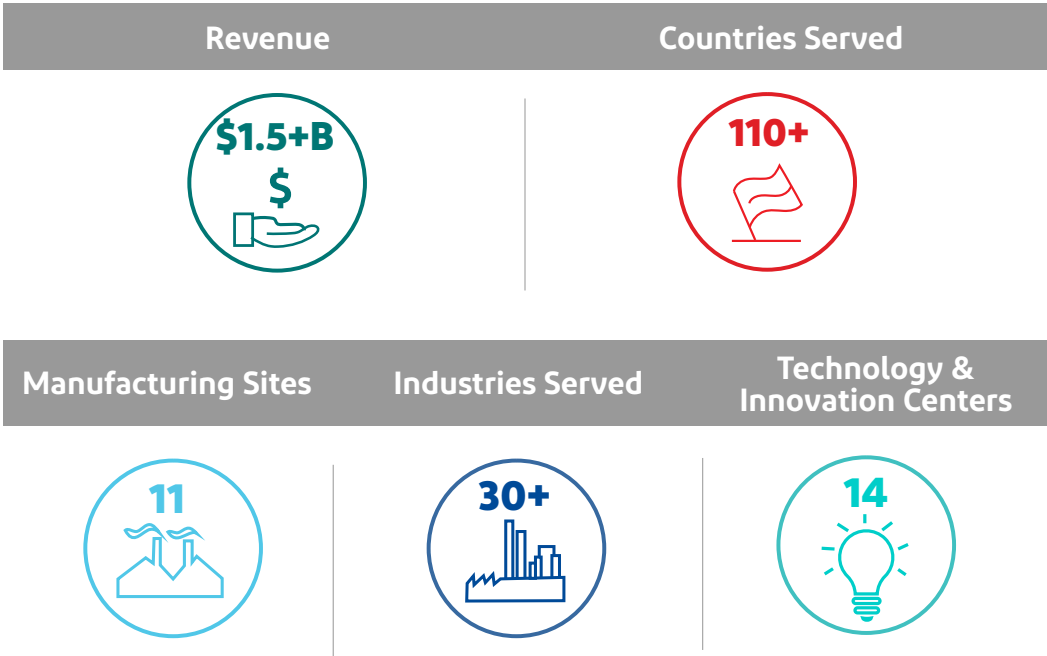 Revenue
Countries Served
$1.5+B
$
110+
Manufacturing Sites
Industries Served
Technology &
Innovation Centers
11
30+
14